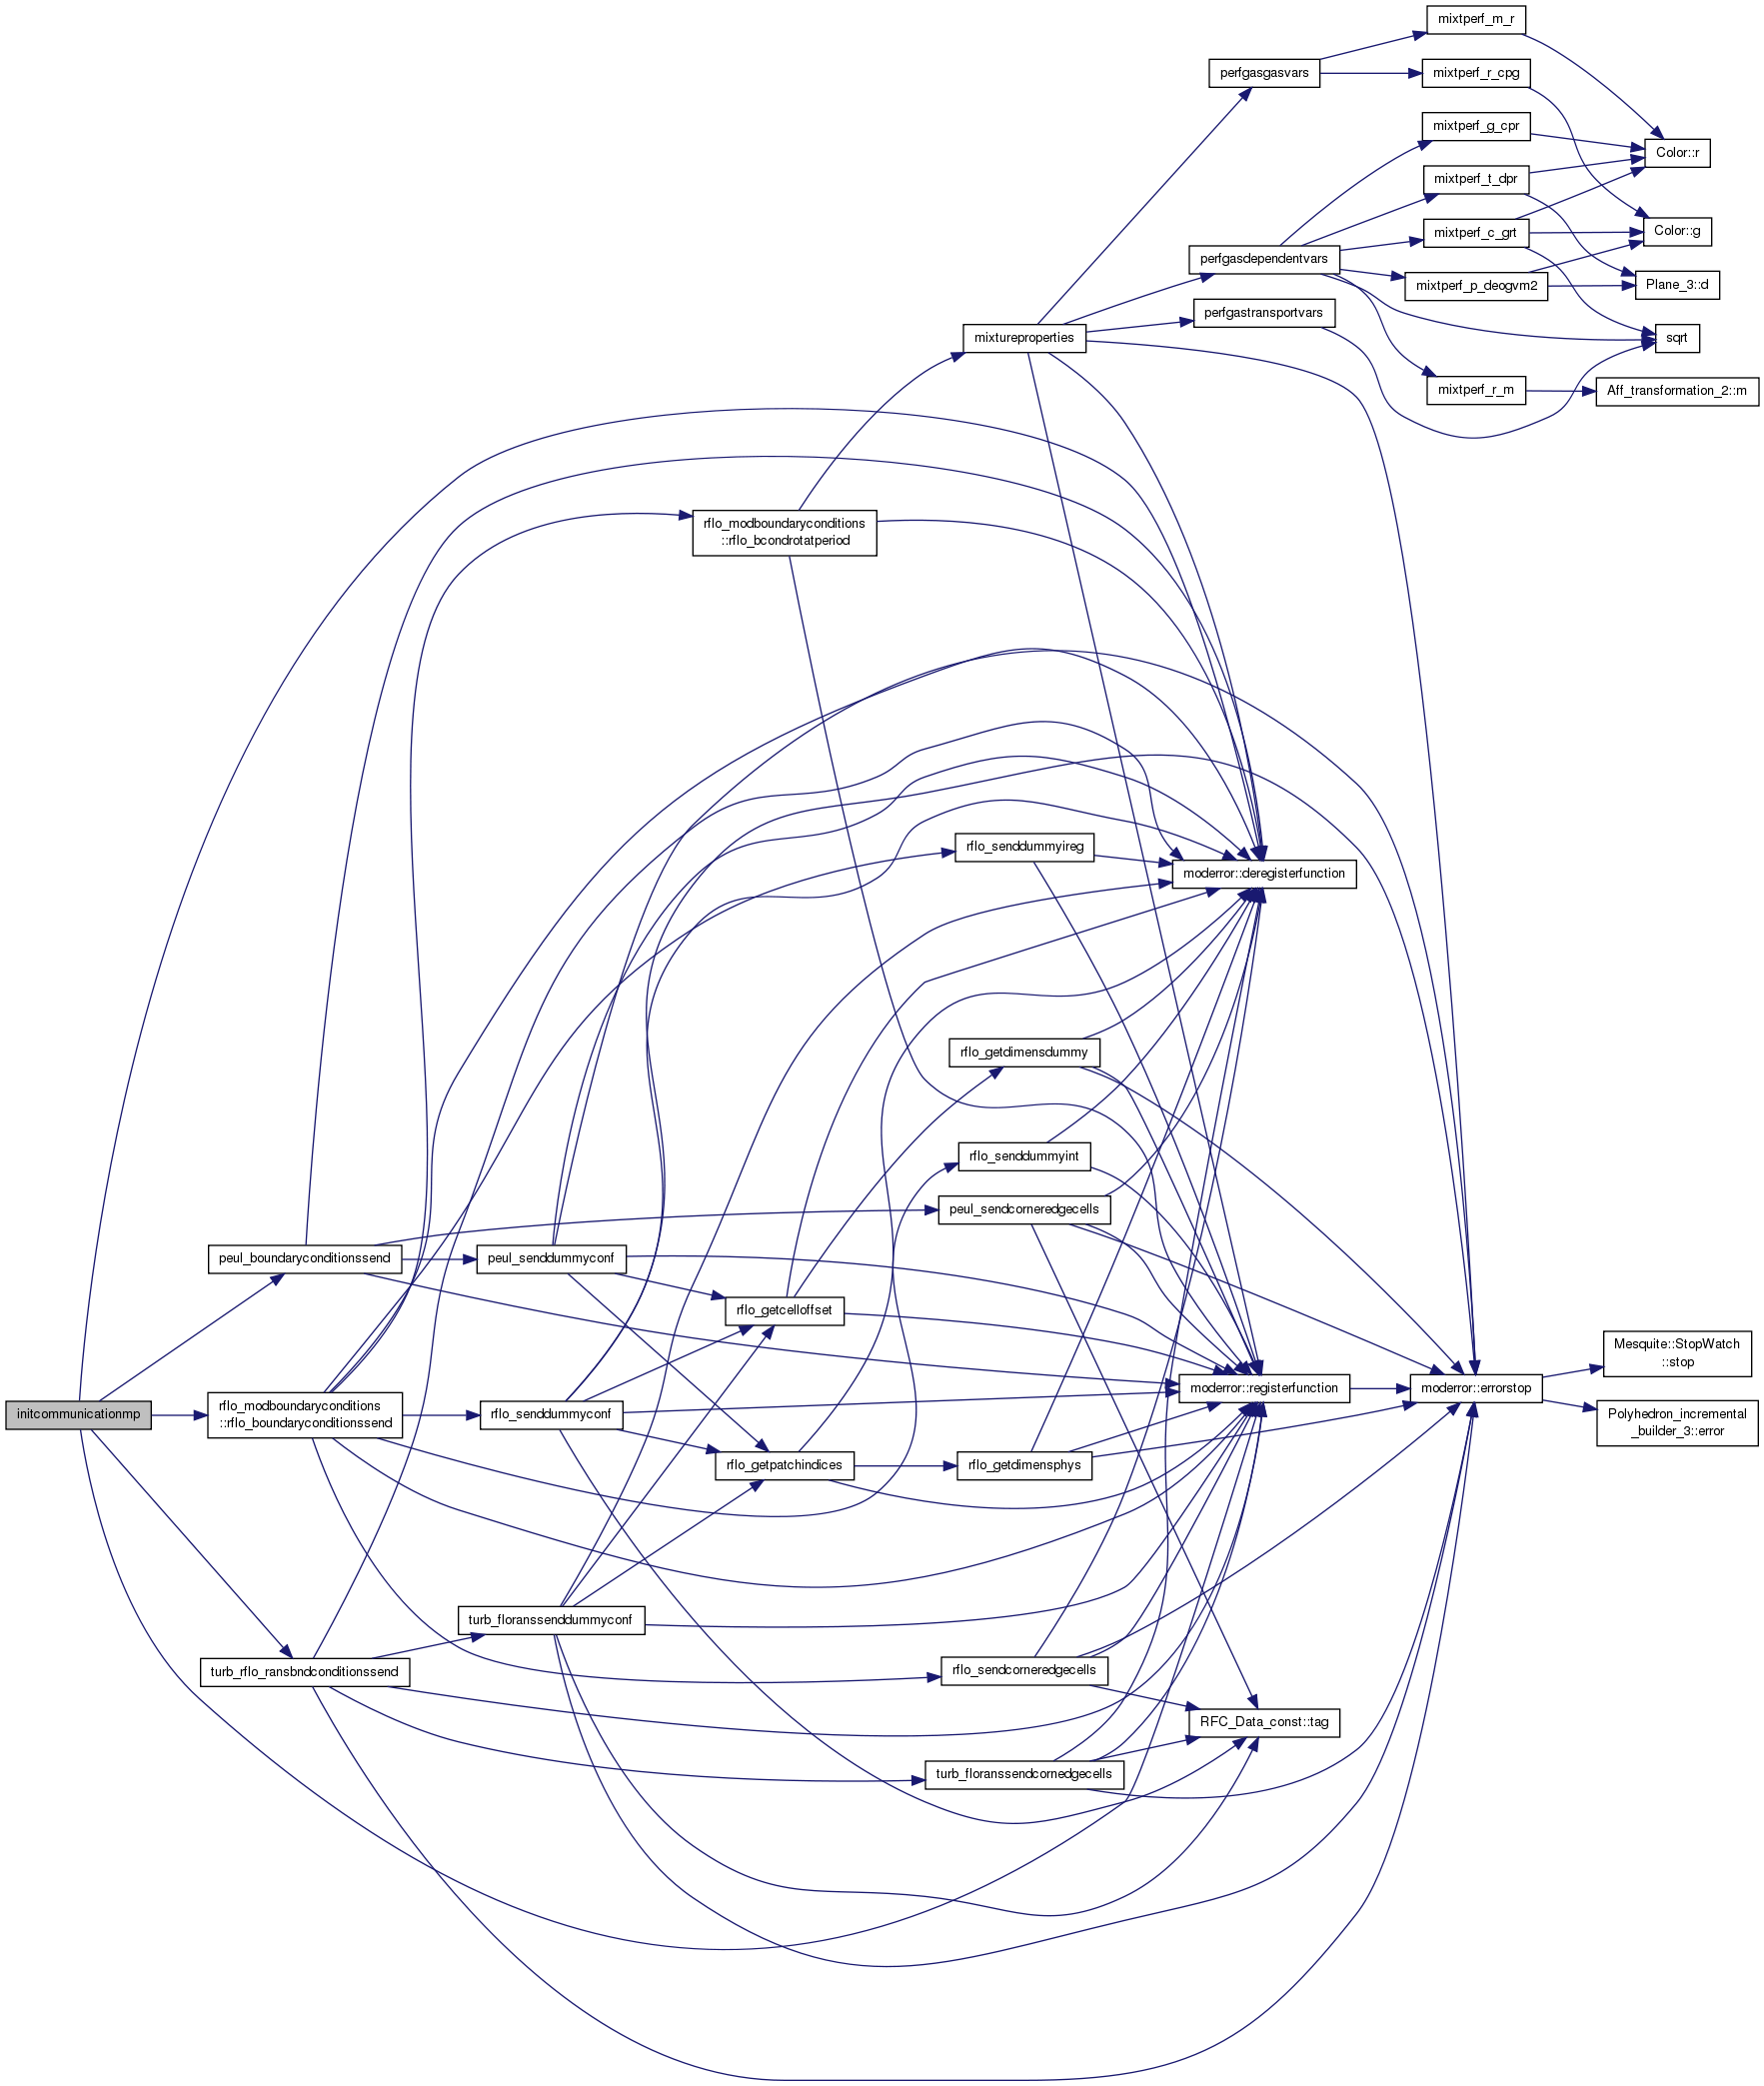 mixtperf_m_r
perfgasgasvars
mixtperf_r_cpg
mixtperf_g_cpr
Color::r
mixtperf_t_dpr
mixtperf_c_grt
Color::g
perfgasdependentvars
mixtperf_p_deogvm2
Plane_3::d
perfgastransportvars
mixtureproperties
sqrt
mixtperf_r_m
Aff_transformation_2::m
rflo_modboundaryconditions
::rflo_bcondrotatperiod
rflo_senddummyireg
moderror::deregisterfunction
rflo_getdimensdummy
rflo_senddummyint
peul_sendcorneredgecells
peul_boundaryconditionssend
peul_senddummyconf
rflo_getcelloffset
Mesquite::StopWatch
::stop
moderror::registerfunction
moderror::errorstop
initcommunicationmp
rflo_modboundaryconditions
::rflo_boundaryconditionssend
rflo_senddummyconf
Polyhedron_incremental
_builder_3::error
rflo_getpatchindices
rflo_getdimensphys
turb_floranssenddummyconf
turb_rflo_ransbndconditionssend
rflo_sendcorneredgecells
RFC_Data_const::tag
turb_floranssendcornedgecells